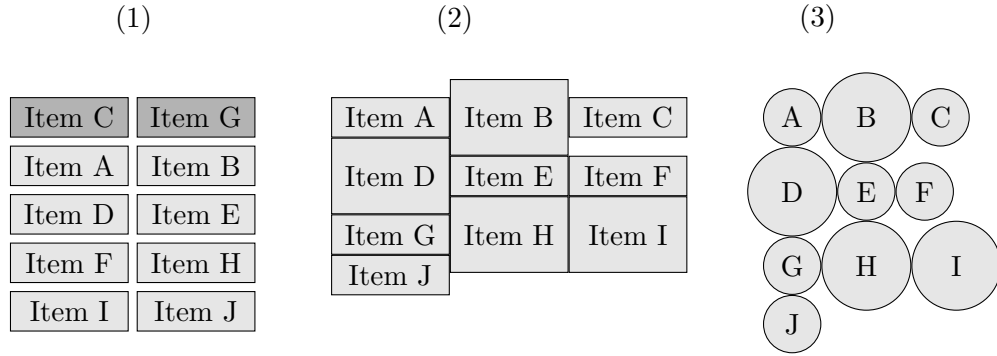 (1) (2) (3)
Item C Item G
Item A Item B
Item D Item E
Item F Item H
Item I Item J
Item A Item B Item C
Item D Item E Item F
Item G Item H Item I
Item J
A B C
D E F
G H I
J